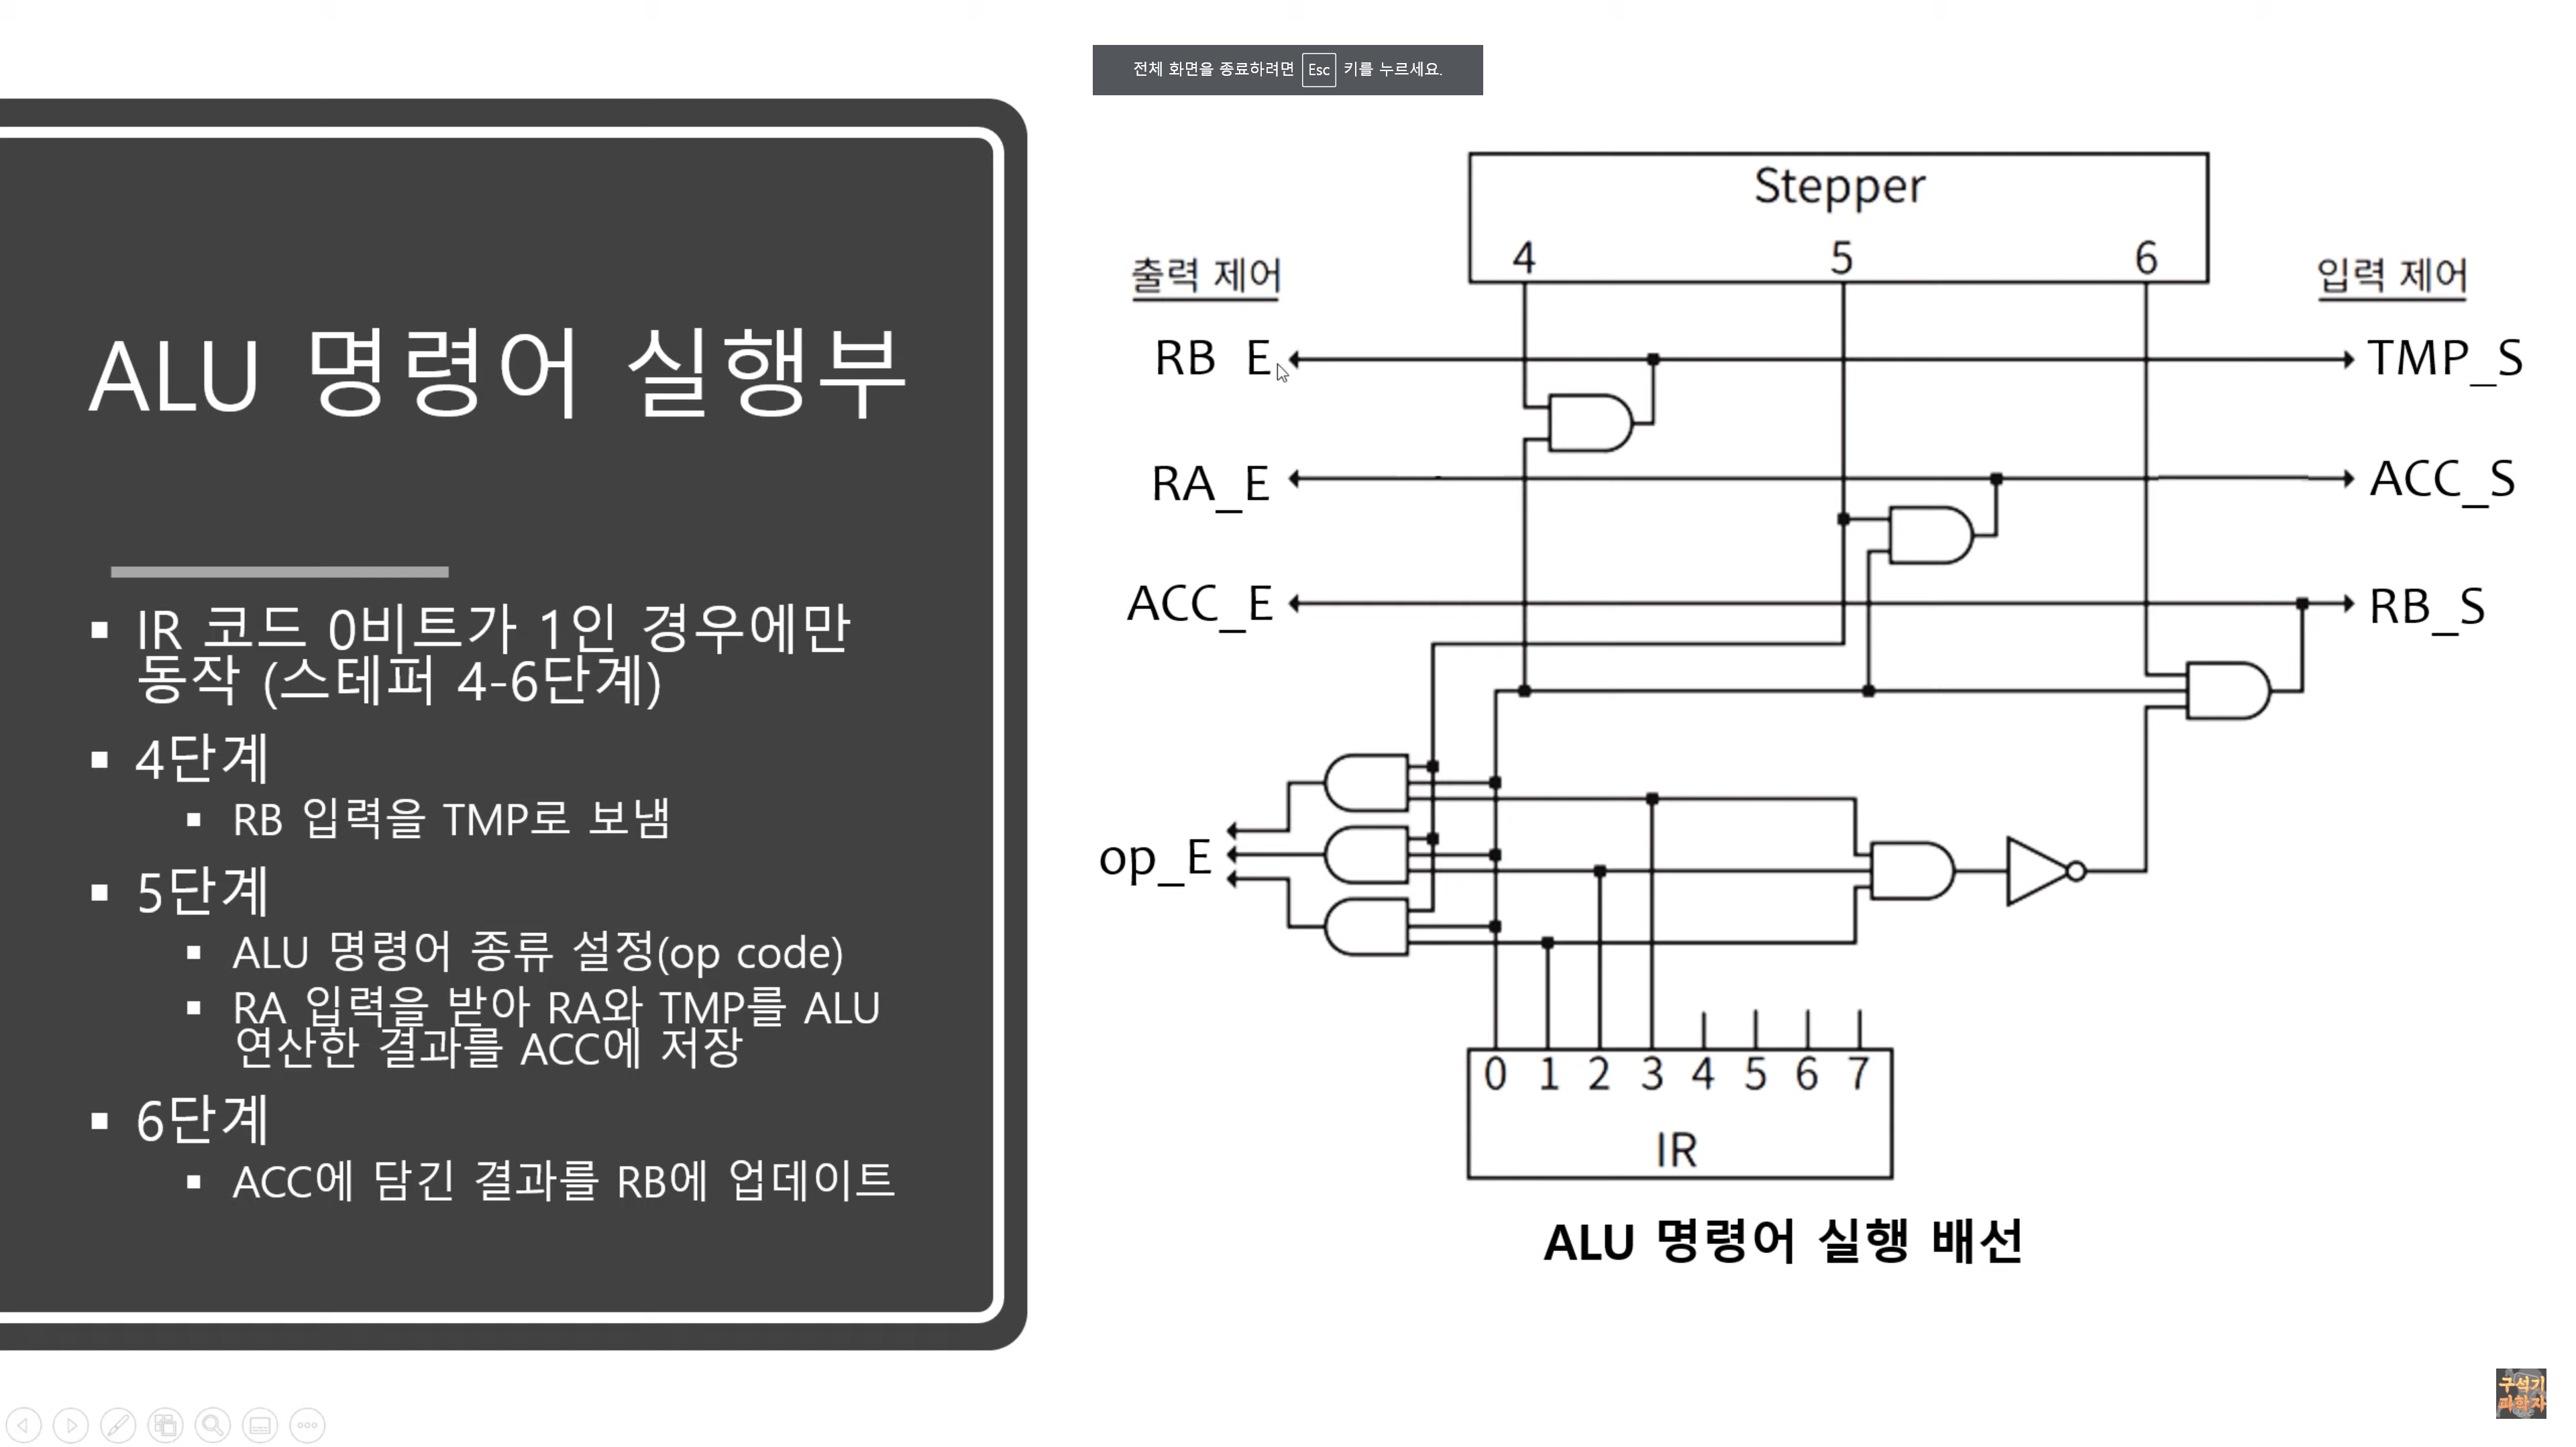 전체 화면을 종료하려면 Esc 키를 누르세요.
ALU 명령어 실행부
IR 코드 0비트가 1인 경우에만
동작 (스테퍼 4-6단계)
4단계
RB 입력을 TMP로 보냄
5단계
ALU 명령어 종류 설정(op code)
RA 입력을 받아 RA와 TMP를 ALU
연산한 결과를 ACC에 저장
6단계
ACC에 담긴 결과를 RB에 업데이트
Stepper
4 5 6
출력 제어
입력 제어
RB E
TMP_S
RA_E
ACC_S
ACC_E
RB_S
op_E
0 1 2 3 4 5 6 7
IR
ALU 명령어 실행 배선
구석기
과학자